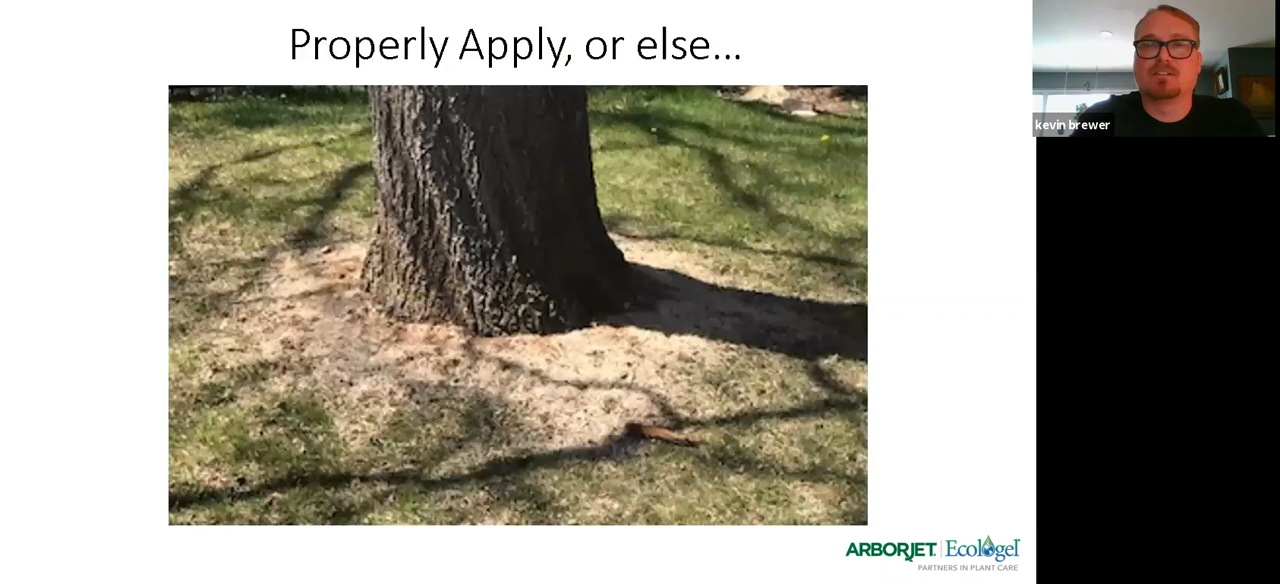 Properly Apply, or else...
kevin brewer
ARBORJET | Ecologel
PARTNERS IN PLANT CARE